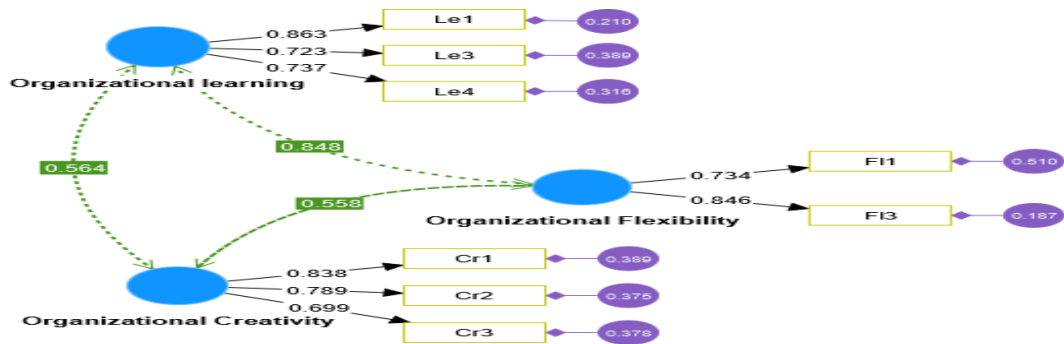 Le1
0.210
0.863
Le3
0.389
0.723
Le4
0.316
0.737
Organizational learning
0.848
0.564
Fl1
0.510
0.734
Fl3
0.187
0.846
Organizational Flexibility
0.558
Cr1
0.389
0.838
Cr2
0.375
0.789
Cr3
0.378
0.699
Organizational Creativity